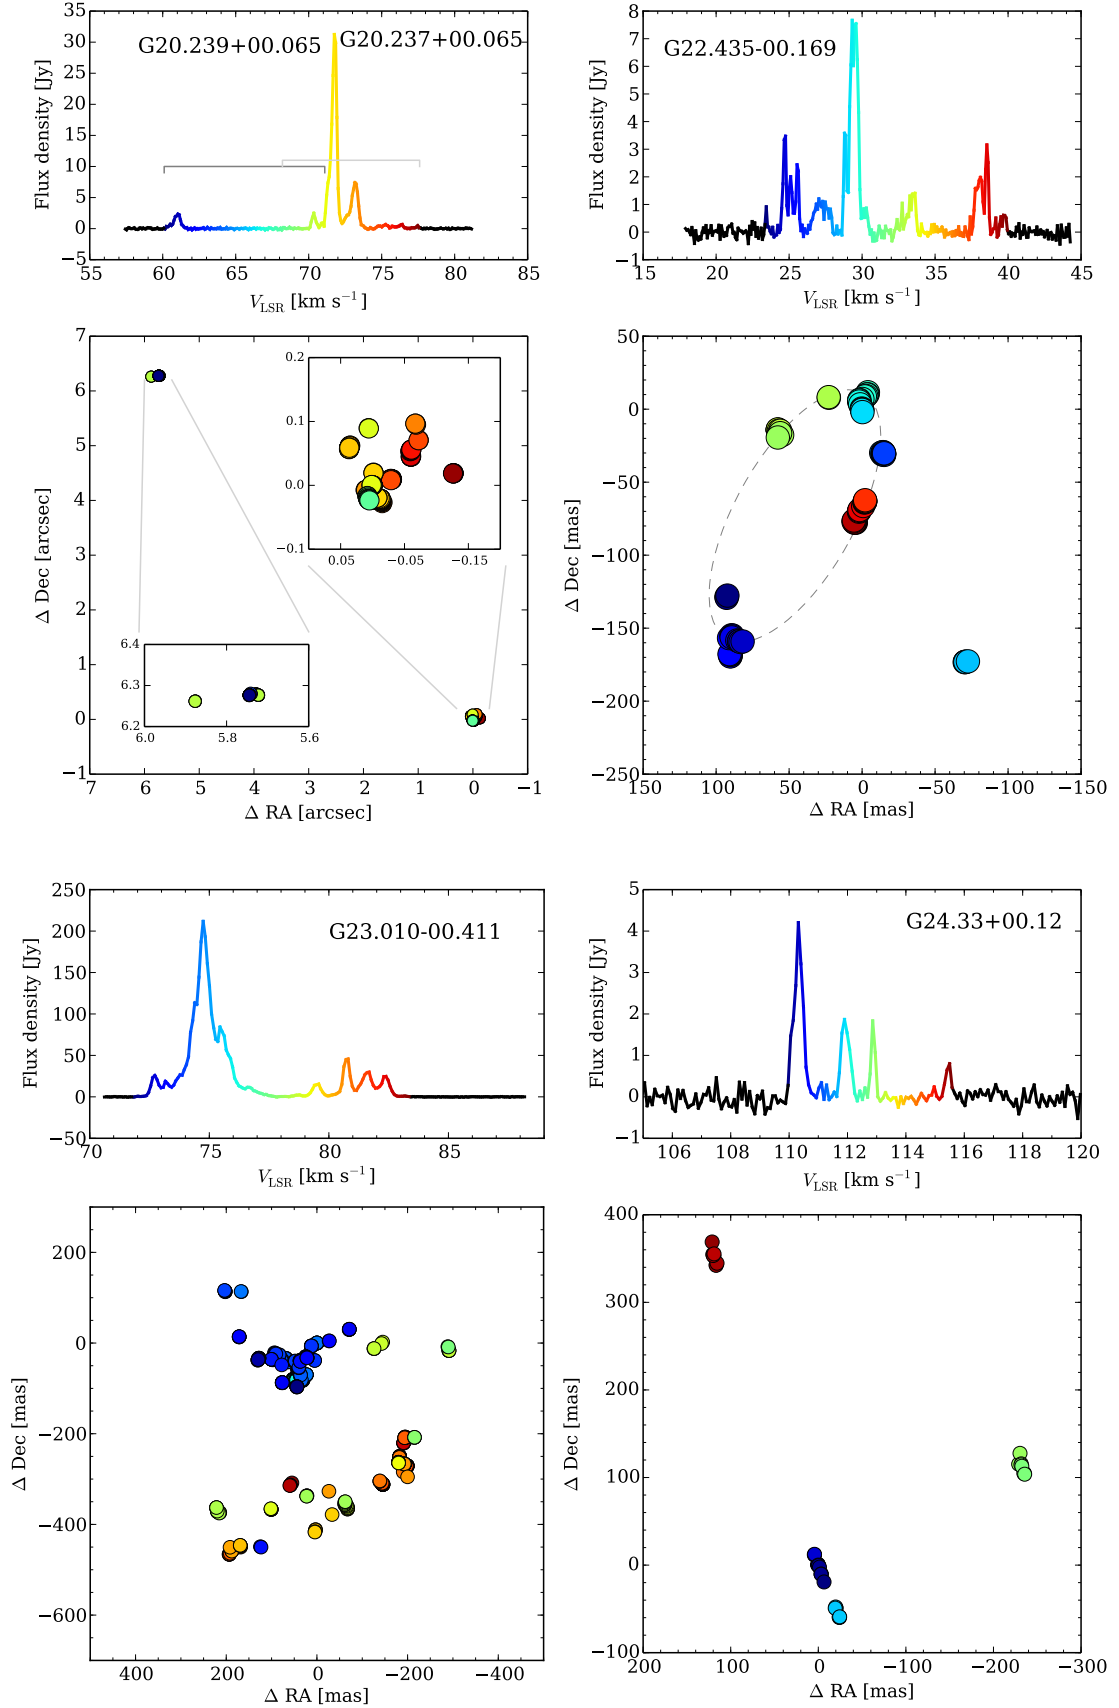 G20.239+00.065
G20.237+00.065
Flux density [Jy]
35
30
25
20
15
10
5
0
−5
55 60 65 70 75 80 85
V_LSR [km s⁻¹]
G22.435-00.169
Flux density [Jy]
8
7
6
5
4
3
2
1
0
−1
15 20 25 30 35 40 45
V_LSR [km s⁻¹]
Δ Dec [arcsec]
7
6
5
4
3
2
1
0
−1
7 6 5 4 3 2 1 0 −1
Δ RA [arcsec]
0.2
0.1
0.0
−0.1
0.05 −0.05 −0.15
6.4
6.3
6.2
6.0 5.8 5.6
Δ Dec [mas]
50
0
−50
−100
−150
−200
−250
150 100 50 0 −50 −100 −150
Δ RA [mas]
G23.010-00.411
Flux density [Jy]
250
200
150
100
50
0
−50
70 75 80 85
V_LSR [km s⁻¹]
G24.33+00.12
Flux density [Jy]
5
4
3
2
1
0
−1
106 108 110 112 114 116 118 120
V_LSR [km s⁻¹]
Δ Dec [mas]
200
0
−200
−400
−600
400 200 0 −200 −400
Δ RA [mas]
Δ Dec [mas]
400
300
200
100
0
−100
200 100 0 −100 −200 −300
Δ RA [mas]